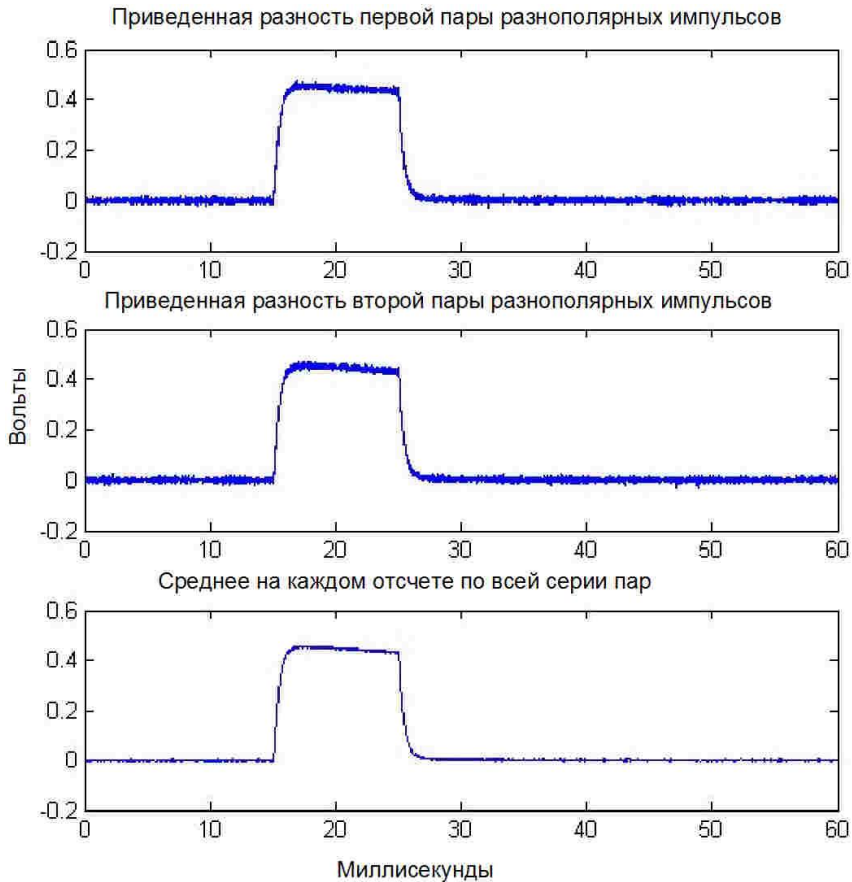 Приведенная разность первой пары разнополярных импульсов
0.6
0.4
0.2
0
-0.2
0 10 20 30 40 50 60
Приведенная разность второй пары разнополярных импульсов
0.6
0.4
0.2
0
-0.2
Вольты
0 10 20 30 40 50 60
Среднее на каждом отсчете по всей серии пар
0.6
0.4
0.2
0
-0.2
0 10 20 30 40 50 60
Миллисекунды